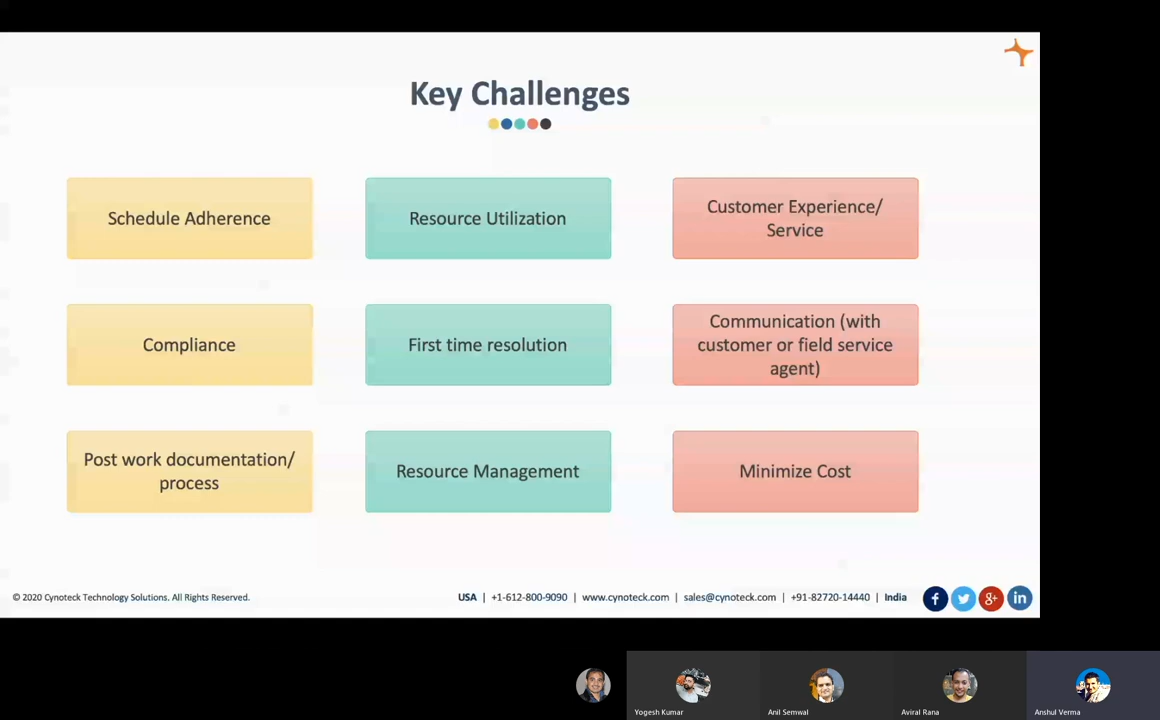 Key Challenges
Schedule Adherence
Resource Utilization
Customer Experience/
Service
Compliance
First time resolution
Communication (with
customer or field service
agent)
Post work documentation/
process
Resource Management
Minimize Cost
© 2020 Cynoteck Technology Solutions. All Rights Reserved.
USA | +1-612-800-9090 | www.cynoteck.com | sales@cynoteck.com | +91-82720-14440 | India
f g+ in
Yogesh Kumar
Anil Semwal
Aviral Rana
Anshul Verma